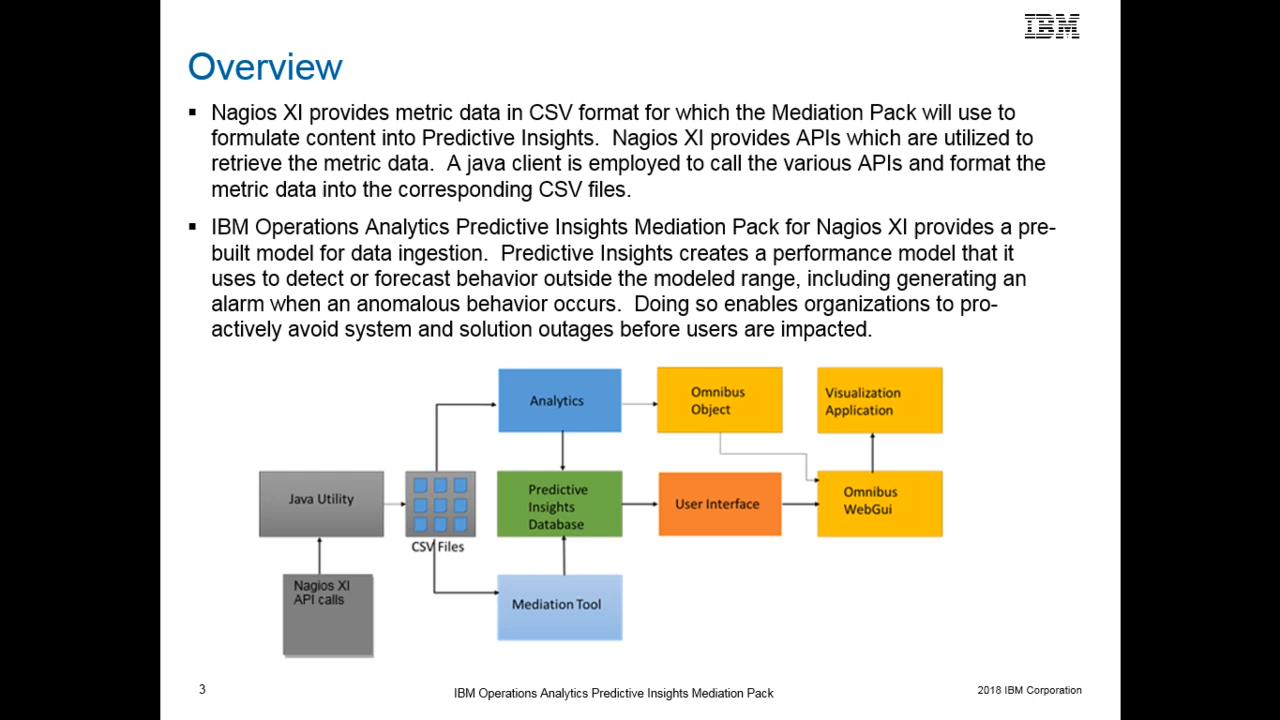 IBM
Overview
▪ Nagios XI provides metric data in CSV format for which the Mediation Pack will use to
formulate content into Predictive Insights.  Nagios XI provides APIs which are utilized to
retrieve the metric data.  A java client is employed to call the various APIs and format the
metric data into the corresponding CSV files.
▪ IBM Operations Analytics Predictive Insights Mediation Pack for Nagios XI provides a pre-
built model for data ingestion.  Predictive Insights creates a performance model that it
uses to detect or forecast behavior outside the modeled range, including generating an
alarm when an anomalous behavior occurs.  Doing so enables organizations to pro-
actively avoid system and solution outages before users are impacted.
Analytics
Omnibus
Object
Visualization
Application
Java Utility
CSV Files
Predictive
Insights
Database
User Interface
Omnibus
WebGui
Nagios XI
API calls
Mediation Tool
3
IBM Operations Analytics Predictive Insights Mediation Pack
2018 IBM Corporation